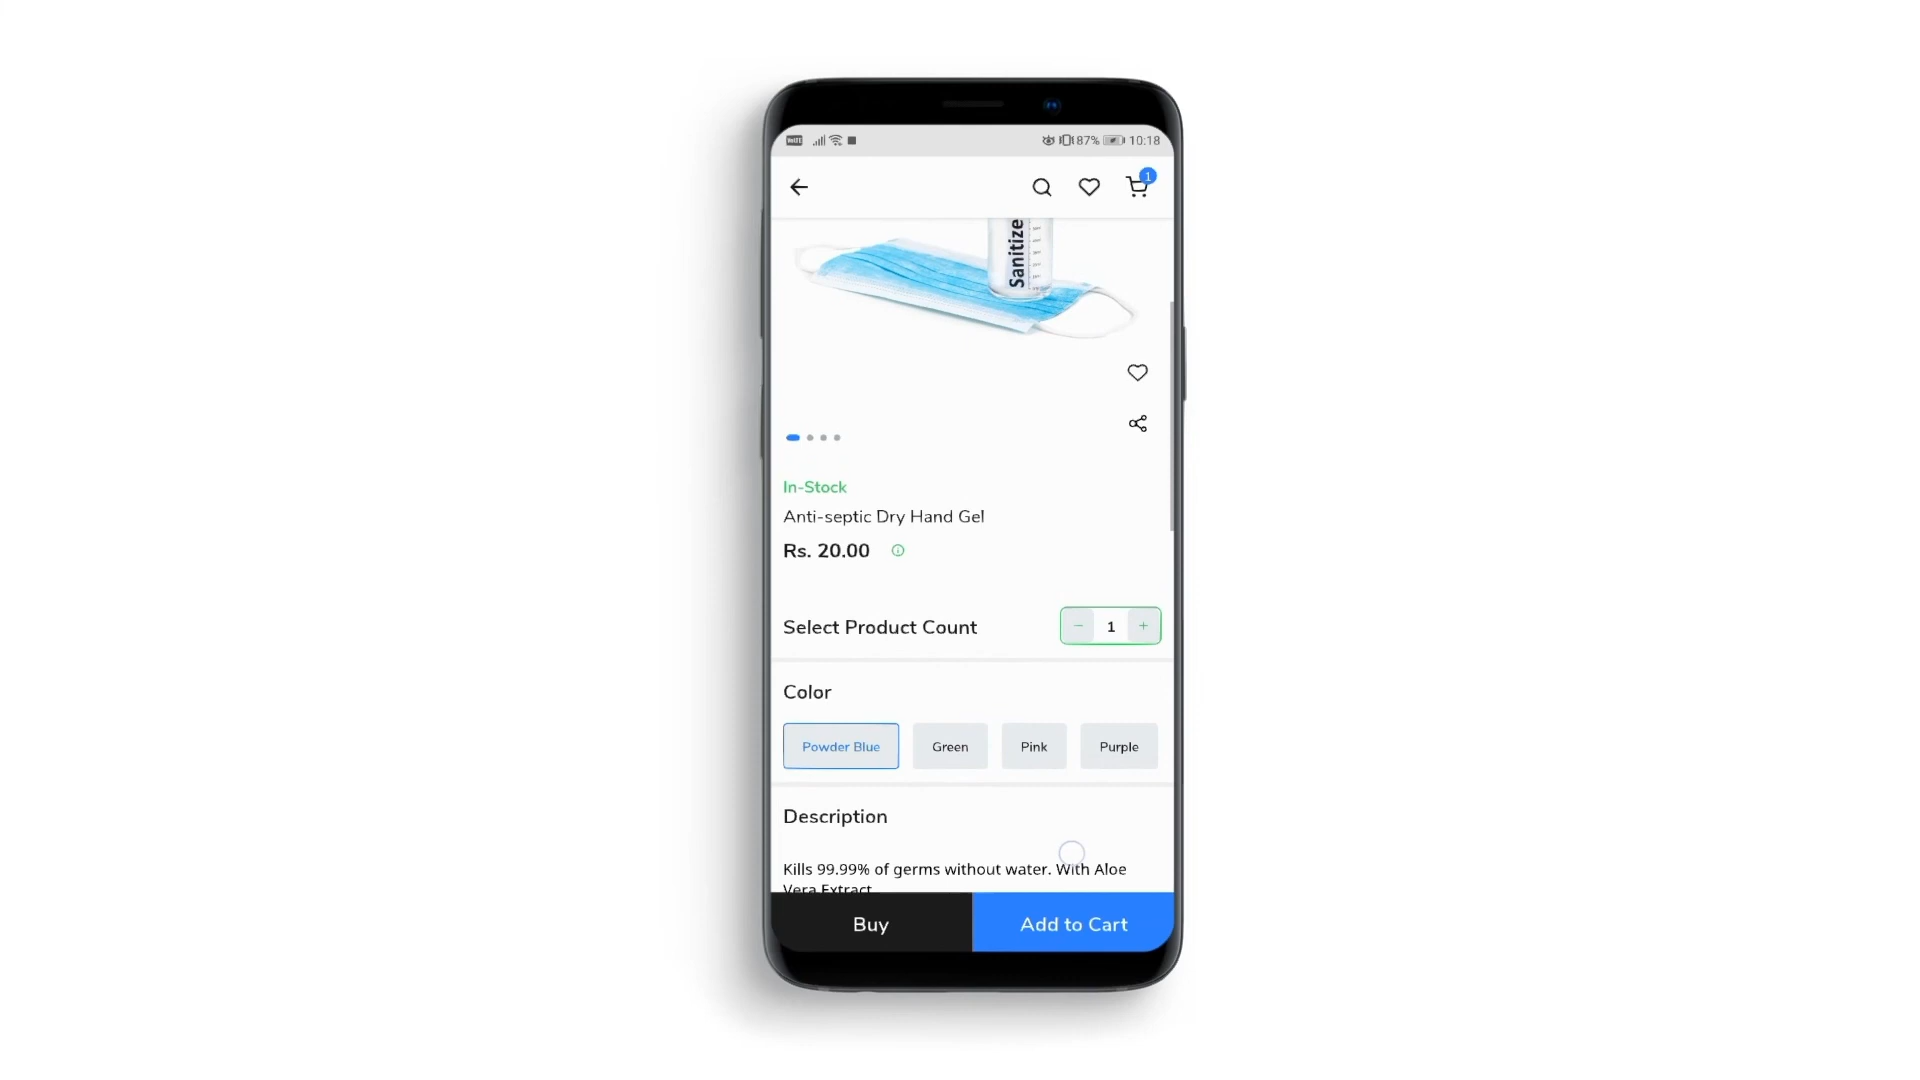 87% 10:18
1
Sanitize
In-Stock
Anti-septic Dry Hand Gel
Rs. 20.00
Select Product Count
− 1 +
Color
Powder Blue Green Pink Purple
Description
Kills 99.99% of germs without water. With Aloe
Vera Extract
Buy Add to Cart